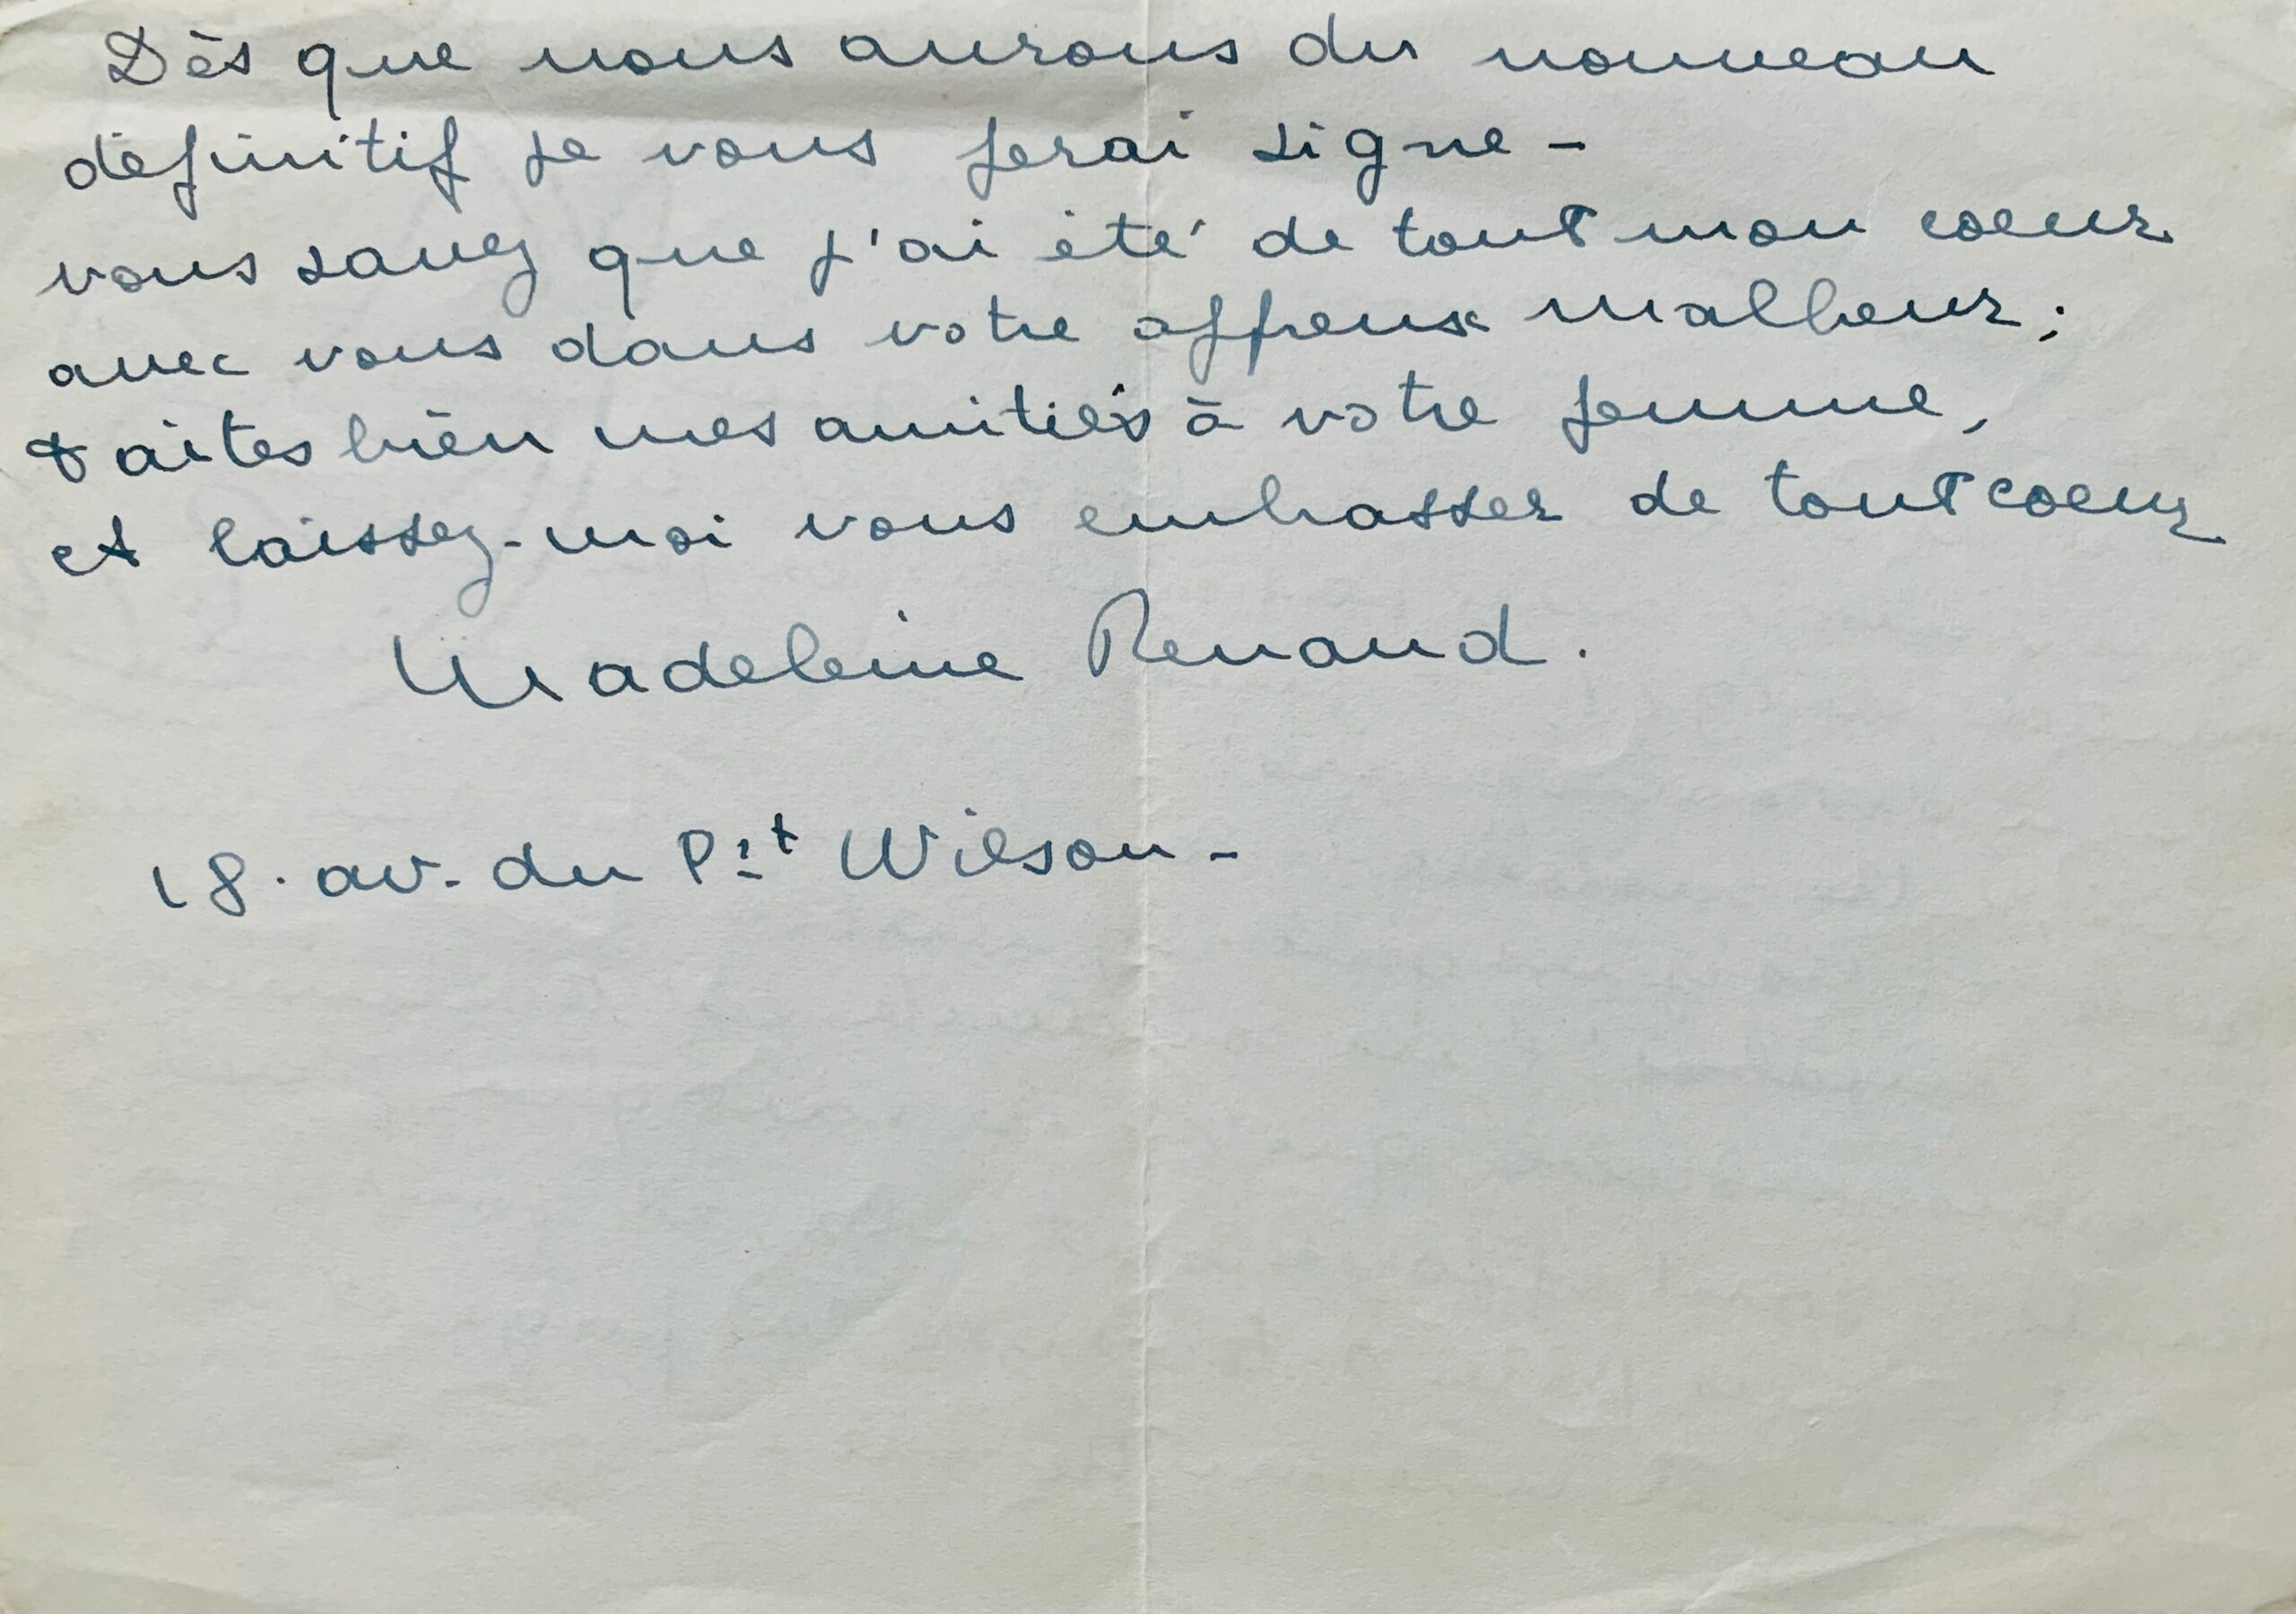 Dès que nous aurons du nouveau
définitif je vous ferai signe -
vous savez que j'ai été de tout mon coeur
avec vous dans votre affreux malheur ;
faites bien mes amitiés à votre femme,
et laissez-moi vous embrasser de tout coeur
Madeleine Renaud.
18. av. du Pdt Wilson -